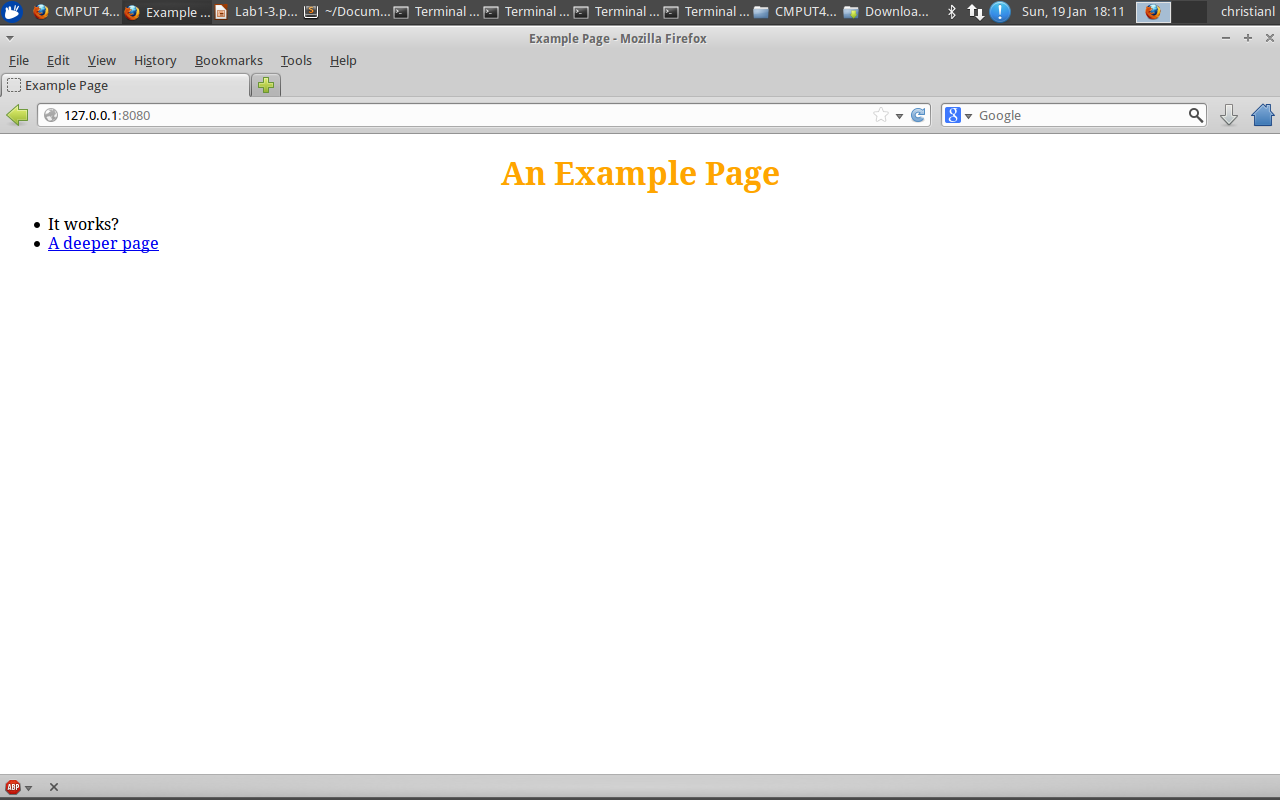 CMPUT 4... Example ... Lab1-3.p... ~/Docum... Terminal ... Terminal ... Terminal ... Terminal ... CMPUT4... Downloa... Sun, 19 Jan 18:11 christianl
Example Page - Mozilla Firefox
File Edit View History Bookmarks Tools Help
Example Page
127.0.0.1:8080 8 Google
An Example Page
• It works?
• A deeper page
ABP